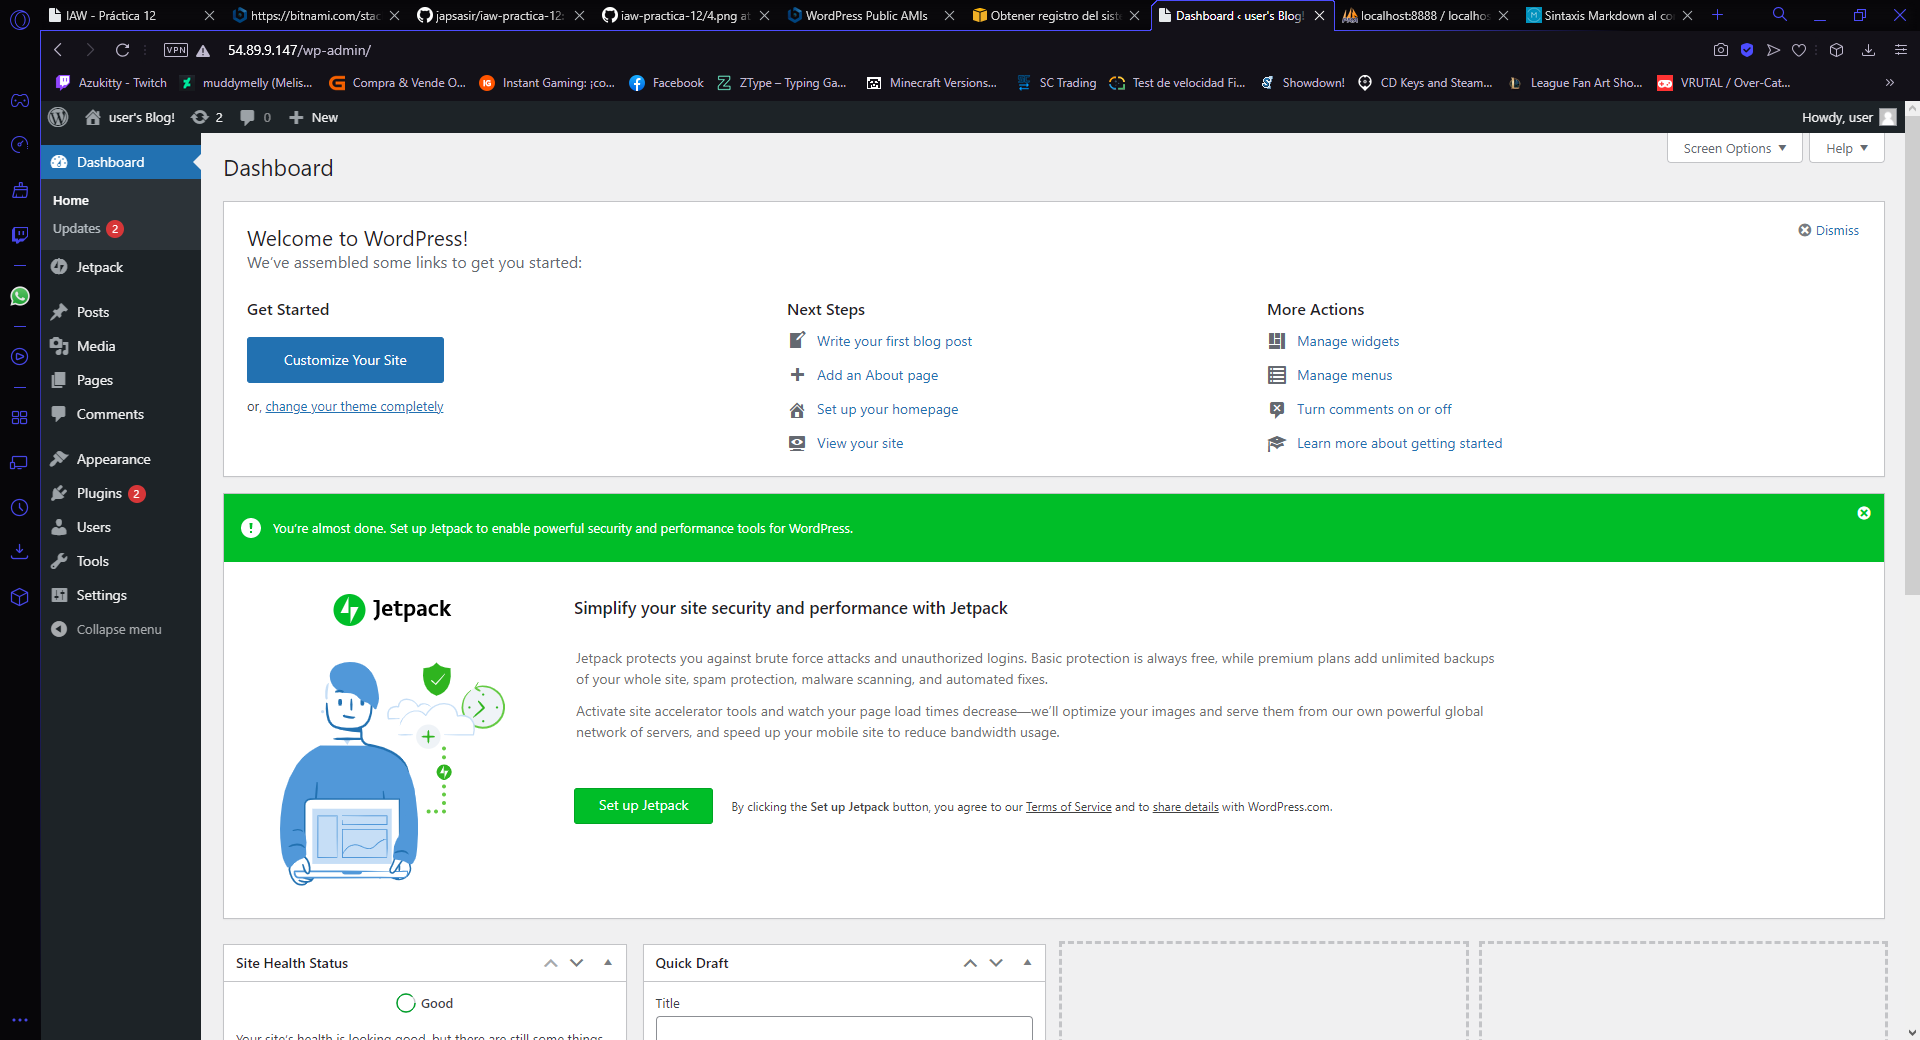 IAW - Práctica 12
https://bitnami.com/stac
japsasir/iaw-practica-12:
iaw-practica-12/4.png at
WordPress Public AMIs
Obtener registro del sist
Dashboard ‹ user's Blog!
localhost:8888 / localhos
Sintaxis Markdown al co
VPN
54.89.9.147/wp-admin/
Azukitty - Twitch
muddymelly (Melis...
Compra & Vende O...
Instant Gaming: ¡co...
Facebook
ZType – Typing Ga...
Minecraft Versions...
SC Trading
Test de velocidad Fi...
Showdown!
CD Keys and Steam...
League Fan Art Sho...
VRUTAL / Over-Cat...
user's Blog!
2
0
New
Howdy, user
Dashboard
Home
Updates 2
Jetpack
Posts
Media
Pages
Comments
Appearance
Plugins 2
Users
Tools
Settings
Collapse menu
Dashboard
Screen Options
Help
Welcome to WordPress!
We've assembled some links to get you started:
Dismiss
Get Started
Customize Your Site
or, change your theme completely
Next Steps
Write your first blog post
Add an About page
Set up your homepage
View your site
More Actions
Manage widgets
Manage menus
Turn comments on or off
Learn more about getting started
You're almost done. Set up Jetpack to enable powerful security and performance tools for WordPress.
Jetpack
Simplify your site security and performance with Jetpack
Jetpack protects you against brute force attacks and unauthorized logins. Basic protection is always free, while premium plans add unlimited backups
of your whole site, spam protection, malware scanning, and automated fixes.
Activate site accelerator tools and watch your page load times decrease—we'll optimize your images and serve them from our own powerful global
network of servers, and speed up your mobile site to reduce bandwidth usage.
Set up Jetpack
By clicking the Set up Jetpack button, you agree to our Terms of Service and to share details with WordPress.com.
Site Health Status
Good
Your site's health is looking good, but there are still some things
Quick Draft
Title